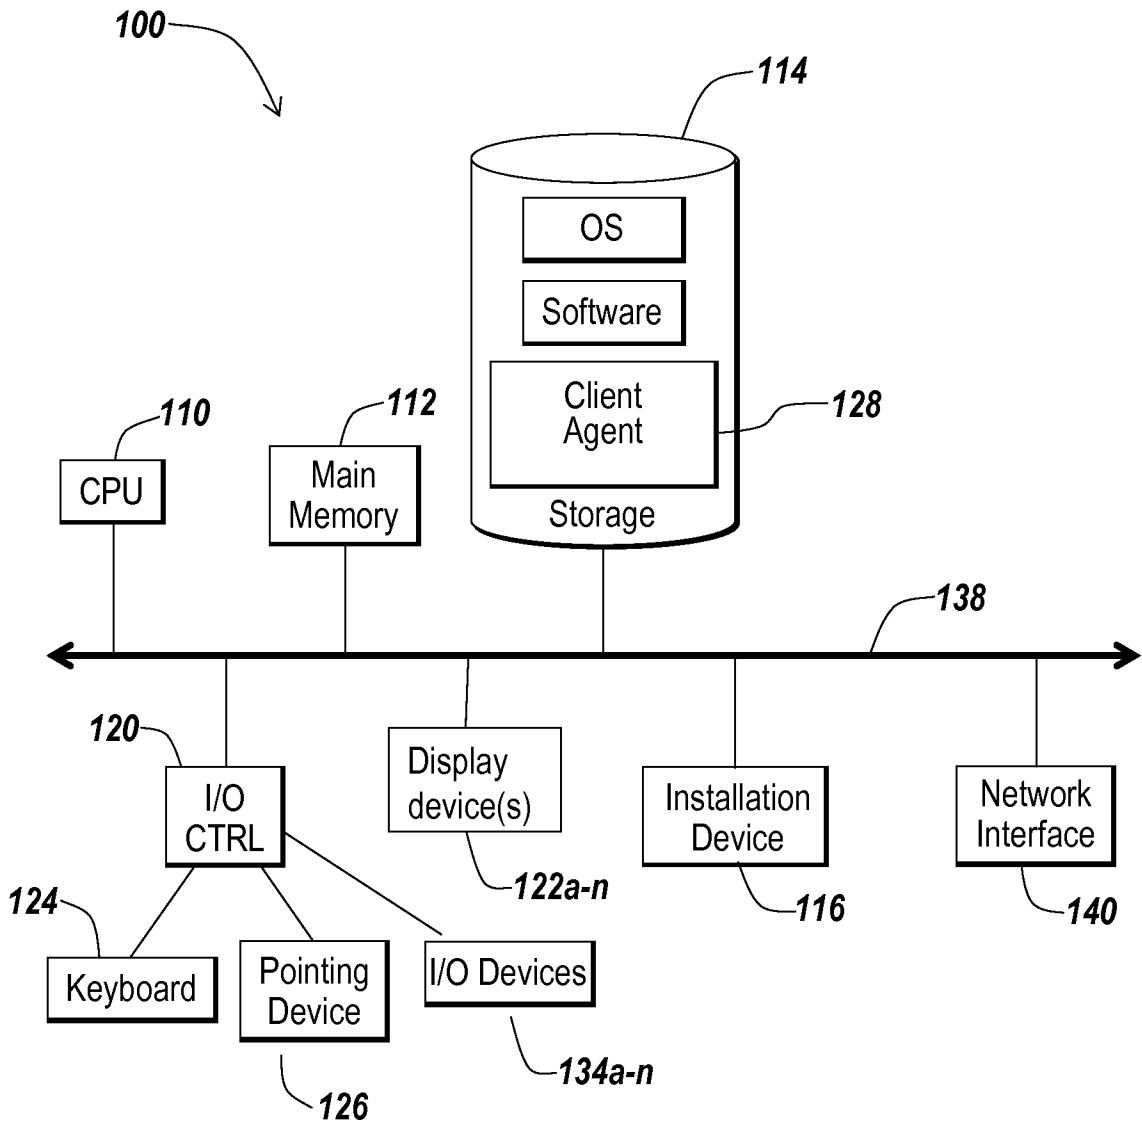 100
114
OS
Software
Client
Agent
128
Storage
110
CPU
112
Main
Memory
138
120
I/O
CTRL
Display
device(s)
122a-n
Installation
Device
116
Network
Interface
140
124
Keyboard
Pointing
Device
126
I/O Devices
134a-n